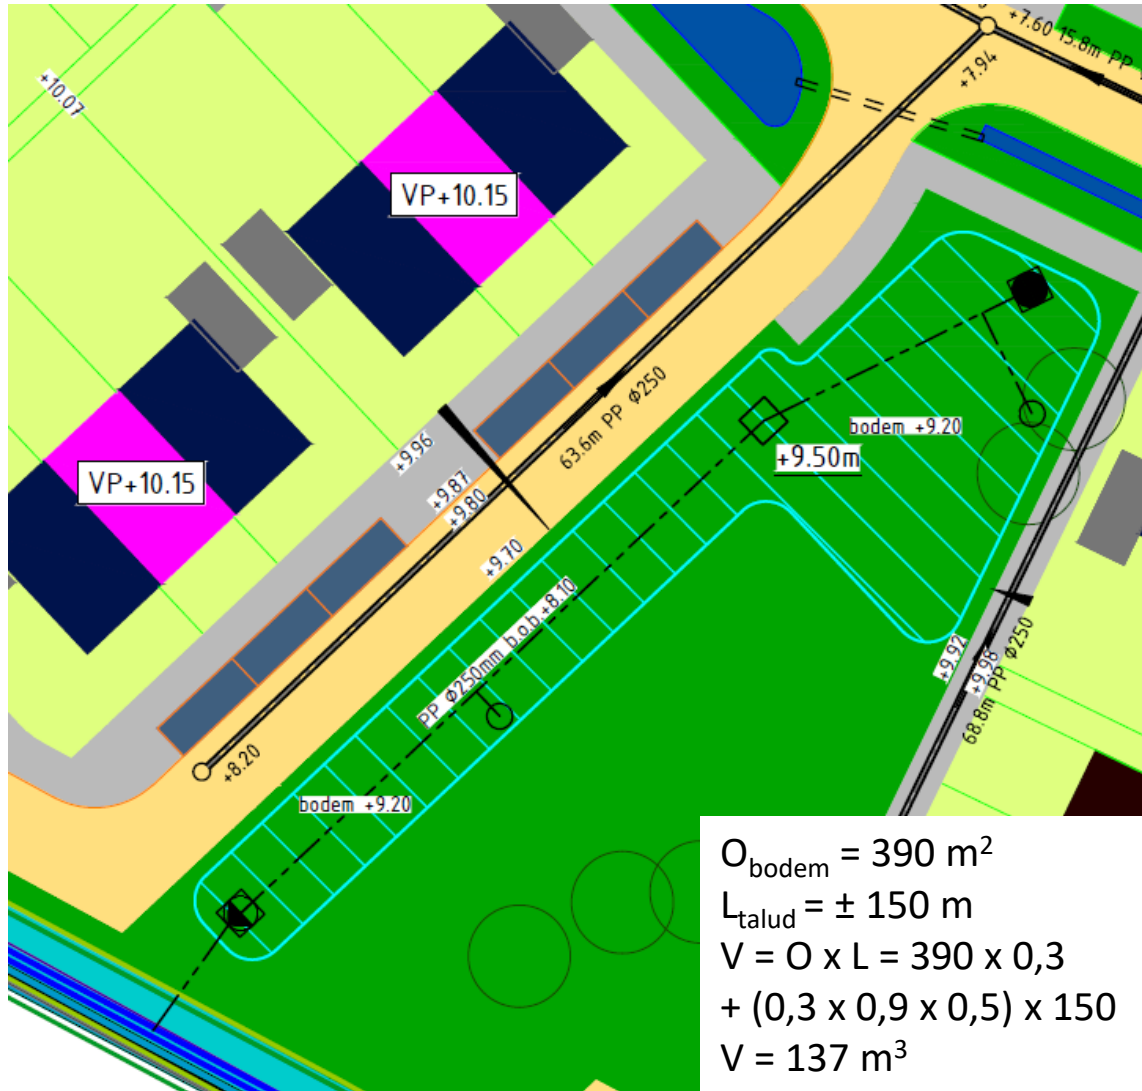 +7.60 15.8m PP
+7.94
+10.07
VP+10.15
63.6m PP Φ250
bodem +9.20
+9.50m
+9.96
+9.87
+9.80
VP+10.15
+9.70
PP Φ250mm b.o.b.+8.10
+9.92
+9.98
68.8m PP Φ250
+8.20
bodem +9.20
O_bodem = 390 m²
L_talud = ± 150 m
V = O x L = 390 x 0,3
+ (0,3 x 0,9 x 0,5) x 150
V = 137 m³